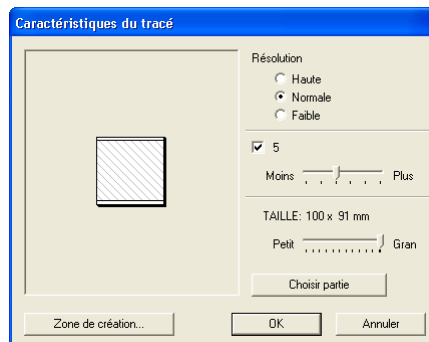 Caractéristiques du tracé
Résolution
Haute
Normale
Faible
5
Moins Plus
TAILLE: 100 x 91 mm
Petit Gran
Choisir partie
Zone de création... OK Annuler